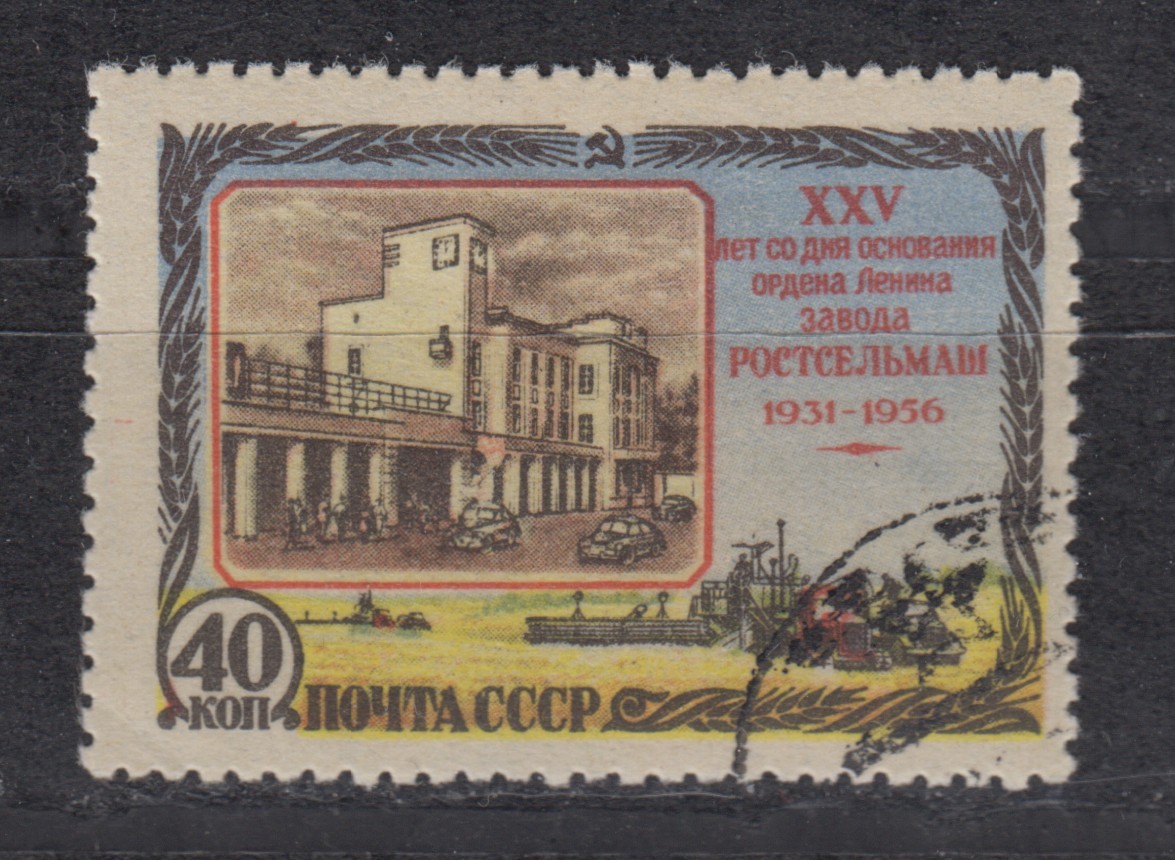 XXV
лет со дня основания
ордена Ленина
завода
РОСТСЕЛЬМАШ
1931-1956
40
КОП
ПОЧТА СССР